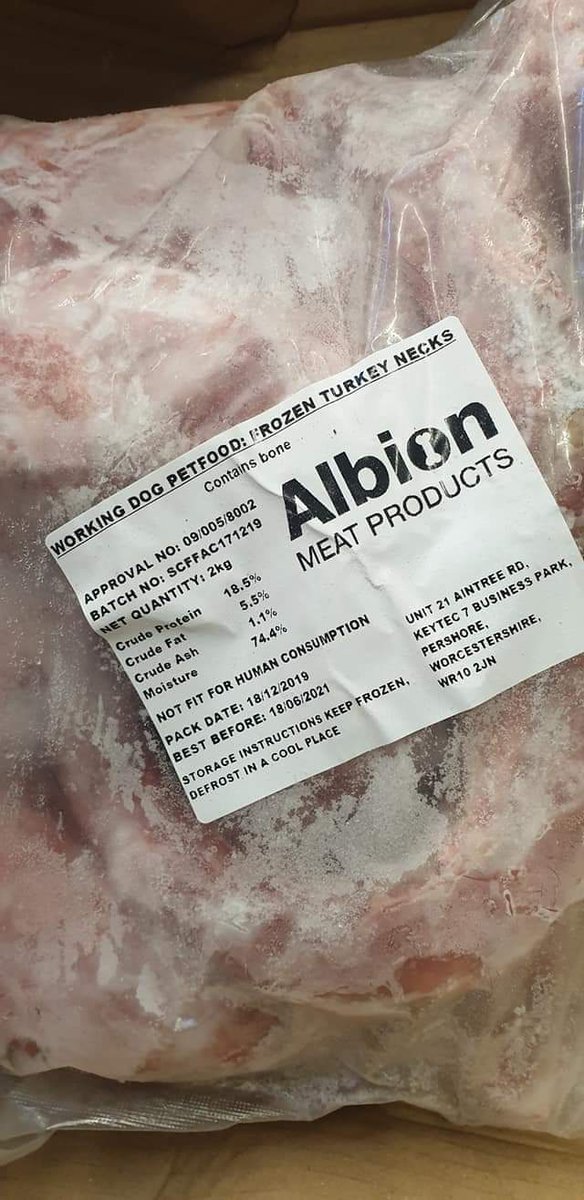 WORKING DOG PETFOOD: FROZEN TURKEY NECKS
Contains bone
Albion
MEAT PRODUCTS
APPROVAL NO: 09/005/8002
BATCH NO: SCFFAC171219
NET QUANTITY: 2kg
Crude Protein 18.5%
Crude Fat 5.5%
Crude Ash 1.1%
Moisture 74.4%
NOT FIT FOR HUMAN CONSUMPTION
PACK DATE: 18/12/2019
BEST BEFORE: 18/06/2021
STORAGE INSTRUCTIONS KEEP FROZEN,
DEFROST IN A COOL PLACE
UNIT 21 AINTREE RD,
KEYTEC 7 BUSINESS PARK,
PERSHORE,
WORCESTERSHIRE,
WR10 2JN